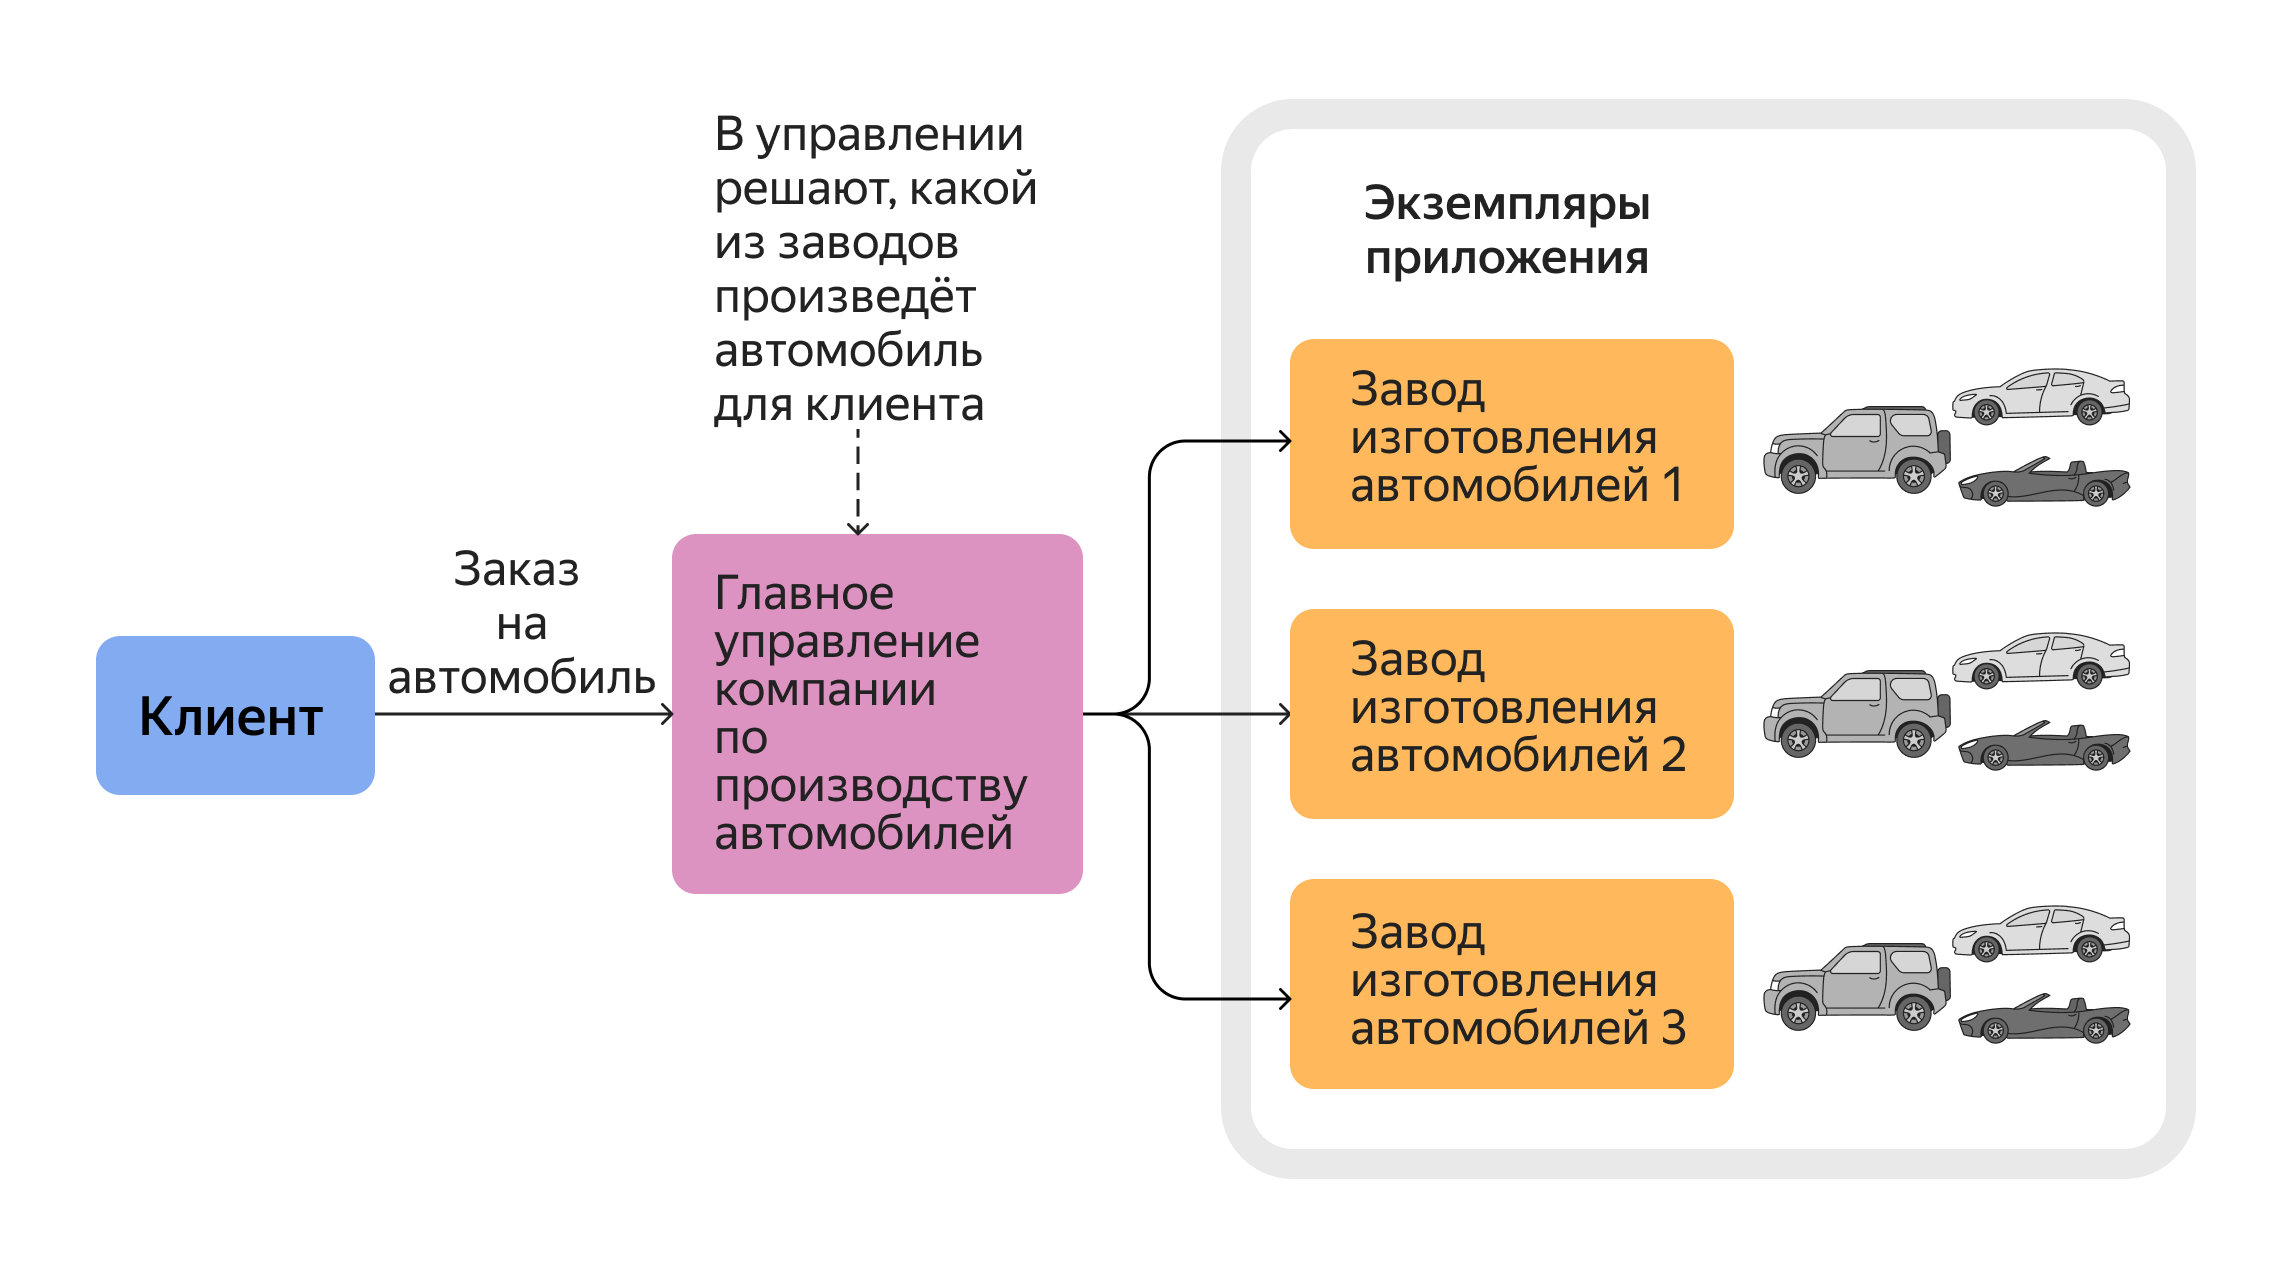 В управлении
решают, какой
из заводов
произведёт
автомобиль
для клиента
Экземпляры
приложения
Заказ
на
автомобиль
Клиент
Главное
управление
компании
по
производству
автомобилей
Завод
изготовления
автомобилей 1
Завод
изготовления
автомобилей 2
Завод
изготовления
автомобилей 3